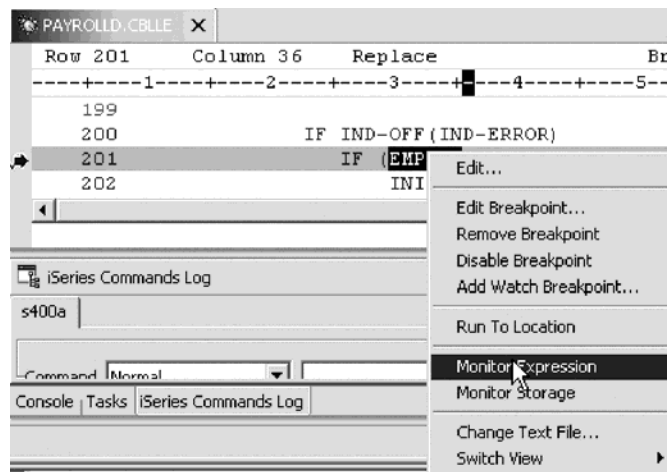 PAYROLLD.CBLLE
Row 201 Column 36 Replace Br
----+----1----+----2----+----3----+----4----+----5--
199
200 IF IND-OFF(IND-ERROR)
201 IF (EMP
202 INI
Edit...
Edit Breakpoint...
Remove Breakpoint
Disable Breakpoint
Add Watch Breakpoint...
Run To Location
Monitor Expression
Monitor Storage
Change Text File...
Switch View
iSeries Commands Log
s400a
Command Normal
Console Tasks iSeries Commands Log